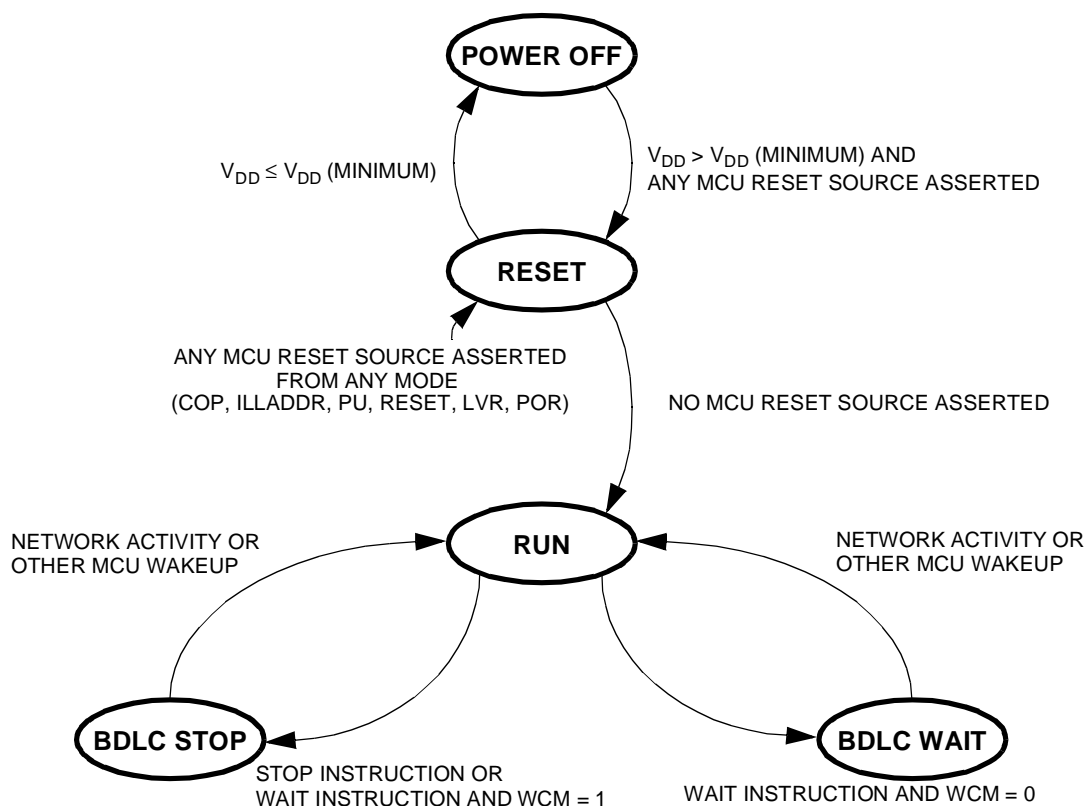 POWER OFF
V_DD ≤ V_DD (MINIMUM)
V_DD > V_DD (MINIMUM) AND
ANY MCU RESET SOURCE ASSERTED
RESET
ANY MCU RESET SOURCE ASSERTED
FROM ANY MODE
(COP, ILLADDR, PU, RESET, LVR, POR)
NO MCU RESET SOURCE ASSERTED
NETWORK ACTIVITY OR
OTHER MCU WAKEUP
RUN
NETWORK ACTIVITY OR
OTHER MCU WAKEUP
BDLC STOP
BDLC WAIT
STOP INSTRUCTION OR
WAIT INSTRUCTION AND WCM = 1
WAIT INSTRUCTION AND WCM = 0